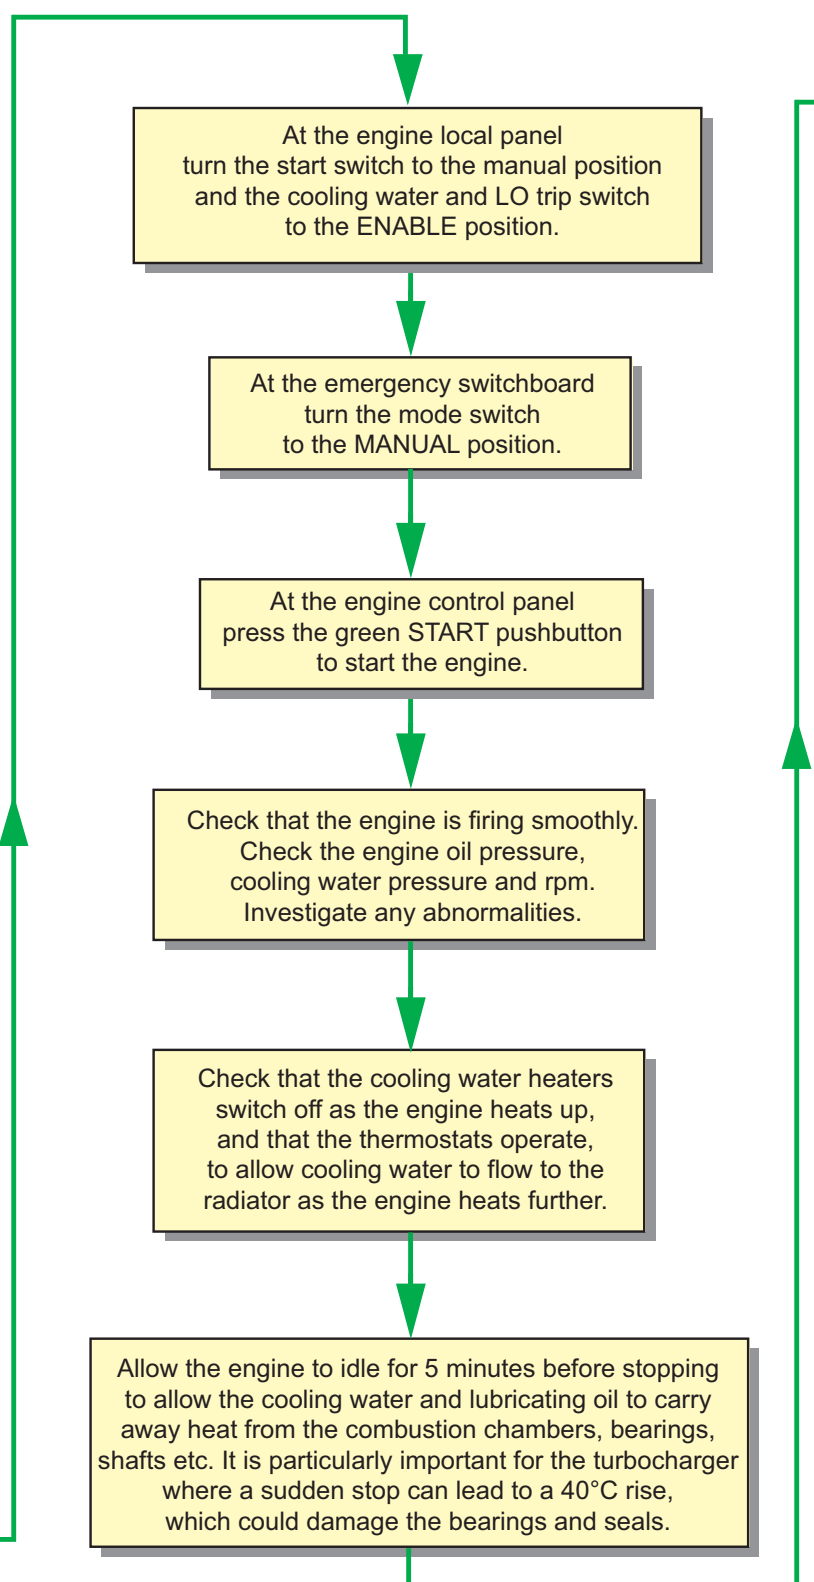 At the engine local panel
turn the start switch to the manual position
and the cooling water and LO trip switch
to the ENABLE position.
At the emergency switchboard
turn the mode switch
to the MANUAL position.
At the engine control panel
press the green START pushbutton
to start the engine.
Check that the engine is firing smoothly.
Check the engine oil pressure,
cooling water pressure and rpm.
Investigate any abnormalities.
Check that the cooling water heaters
switch off as the engine heats up,
and that the thermostats operate,
to allow cooling water to flow to the
radiator as the engine heats further.
Allow the engine to idle for 5 minutes before stopping
to allow the cooling water and lubricating oil to carry
away heat from the combustion chambers, bearings,
shafts etc. It is particularly important for the turbocharger
where a sudden stop can lead to a 40°C rise,
which could damage the bearings and seals.